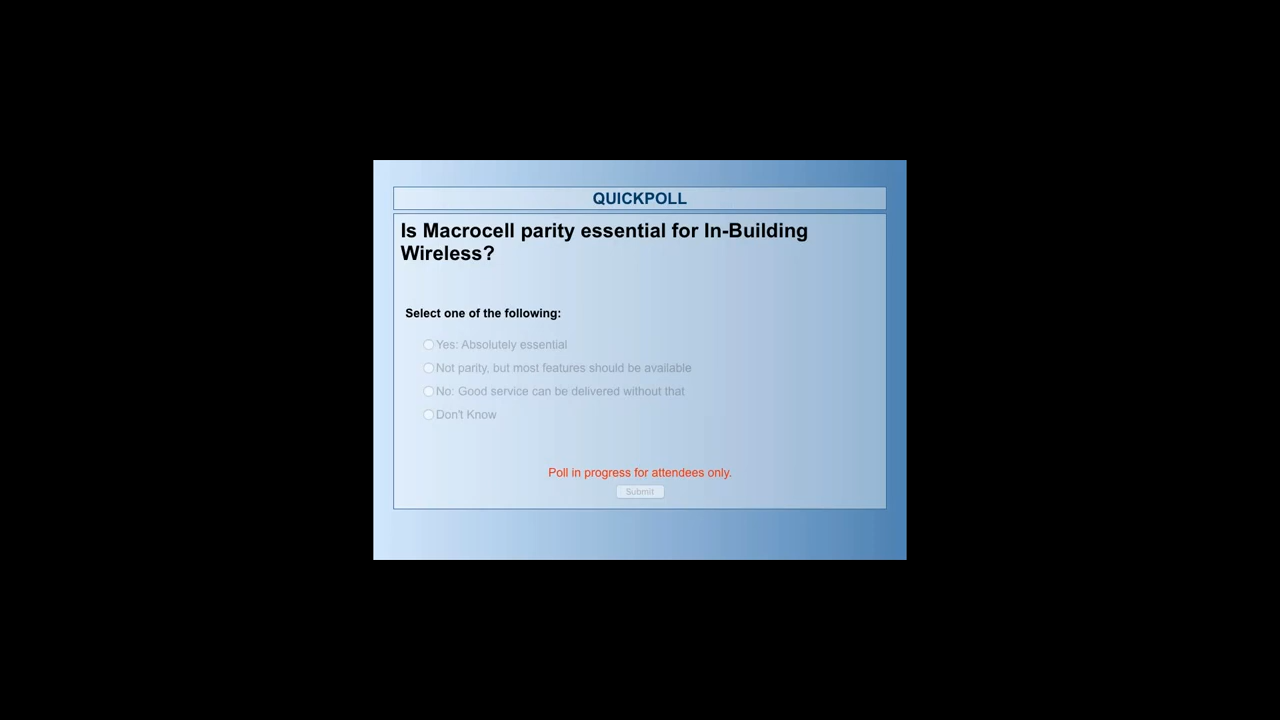 QUICKPOLL
Is Macrocell parity essential for In-Building
Wireless?
Select one of the following:
Yes: Absolutely essential
Not parity, but most features should be available
No: Good service can be delivered without that
Don't Know
Poll in progress for attendees only.
Submit